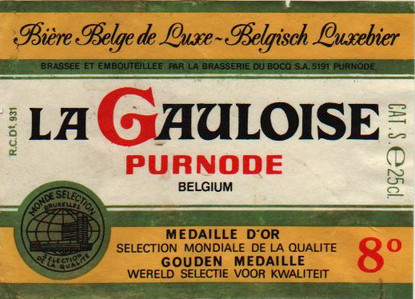 Bière Belge de Luxe - Belgisch Luxebier
BRASSEE ET EMBOUTEILLEE PAR LA BRASSERIE DU BOCQ S.A. 5191 PURNODE
R.C.Dt. 931
LA GAULOISE
PURNODE
BELGIUM
CAT. S. ℮ 25cl.
MONDE SELECTION
BRUXELLES
SELECTION
DE LA QUALITE
MEDAILLE D'OR
SELECTION MONDIALE DE LA QUALITE
GOUDEN MEDAILLE
WERELD SELECTIE VOOR KWALITEIT
8º